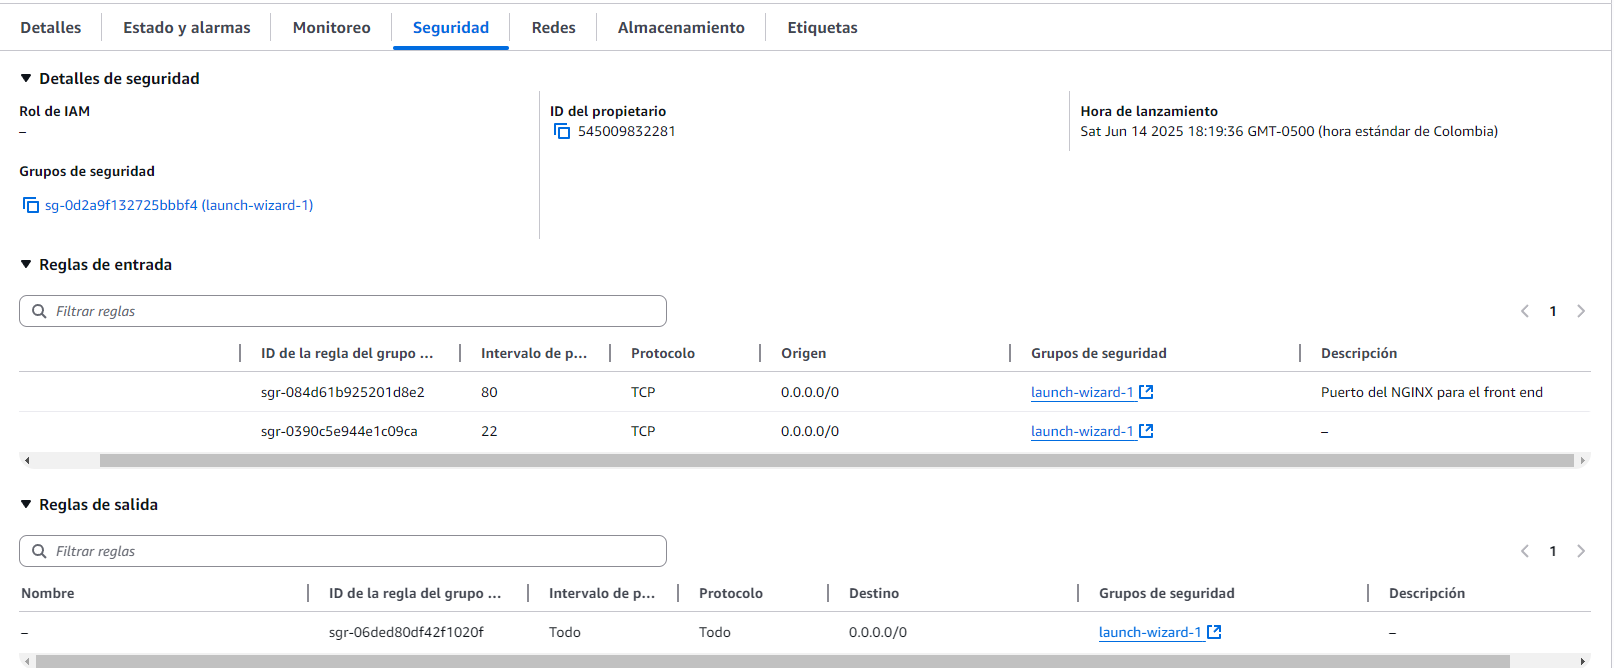 Detalles Estado y alarmas Monitoreo Seguridad Redes Almacenamiento Etiquetas
Detalles de seguridad
Rol de IAM
–
ID del propietario
545009832281
Hora de lanzamiento
Sat Jun 14 2025 18:19:36 GMT-0500 (hora estándar de Colombia)
Grupos de seguridad
sg-0d2a9f132725bbbf4 (launch-wizard-1)
Reglas de entrada
Filtrar reglas
1
ID de la regla del grupo ... Intervalo de p... Protocolo Origen Grupos de seguridad Descripción
sgr-084d61b925201d8e2 80 TCP 0.0.0.0/0 launch-wizard-1 Puerto del NGINX para el front end
sgr-0390c5e944e1c09ca 22 TCP 0.0.0.0/0 launch-wizard-1 –
Reglas de salida
Filtrar reglas
1
Nombre ID de la regla del grupo ... Intervalo de p... Protocolo Destino Grupos de seguridad Descripción
– sgr-06ded80df42f1020f Todo Todo 0.0.0.0/0 launch-wizard-1 –